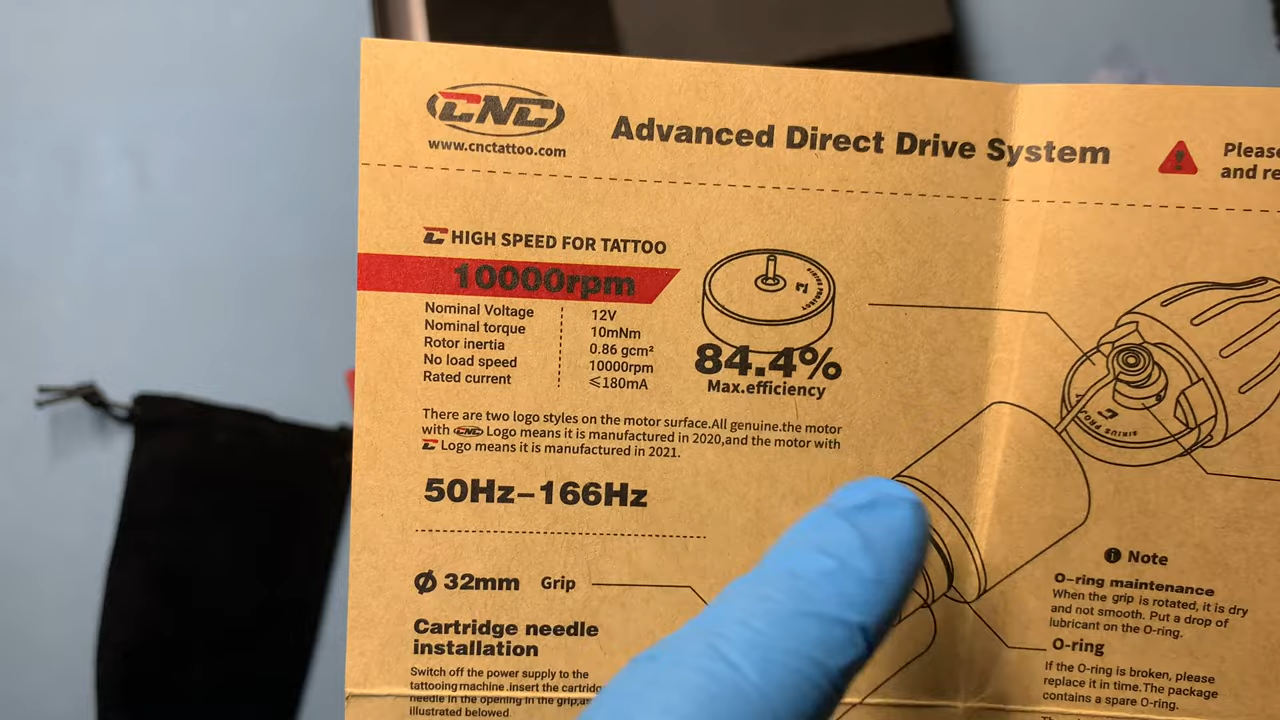 CNC
www.cnctattoo.com
Advanced Direct Drive System
Please
and re
HIGH SPEED FOR TATTOO
10000rpm
Nominal Voltage 12V
Nominal torque 10mNm
Rotor inertia 0.86 gcm²
No load speed 10000rpm
Rated current ≤180mA
SIRIUS PROJECT
84.4%
Max.efficiency
There are two logo styles on the motor surface.All genuine.the motor
with CNC Logo means it is manufactured in 2020,and the motor with
Logo means it is manufactured in 2021.
50Hz-166Hz
SIRIUS PROJ
Ø 32mm Grip
Cartridge needle
installation
Switch off the power supply to the
tattooing machine.insert the cartridg
needle in the opening in the grip,as
illustrated belowed.
Note
O-ring maintenance
When the grip is rotated, it is dry
and not smooth. Put a drop of
lubricant on the O-ring.
O-ring
If the O-ring is broken, please
replace it in time.The package
contains a spare O-ring.